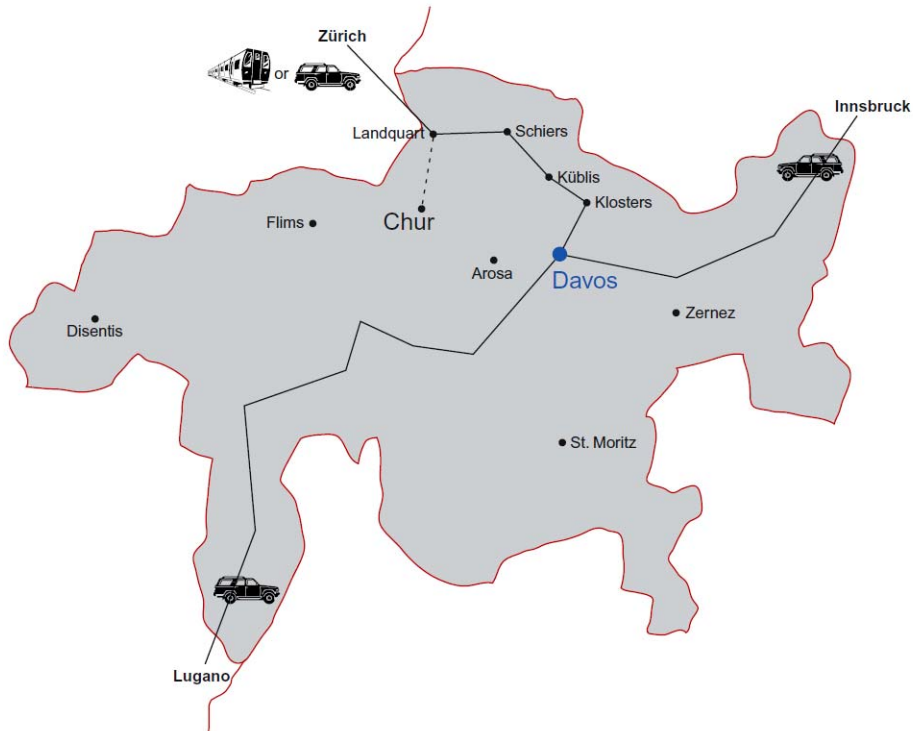 Zürich
or
Innsbruck
Landquart
Schiers
Küblis
Klosters
Chur
Flims
Arosa
Davos
Zernez
Disentis
St. Moritz
Lugano